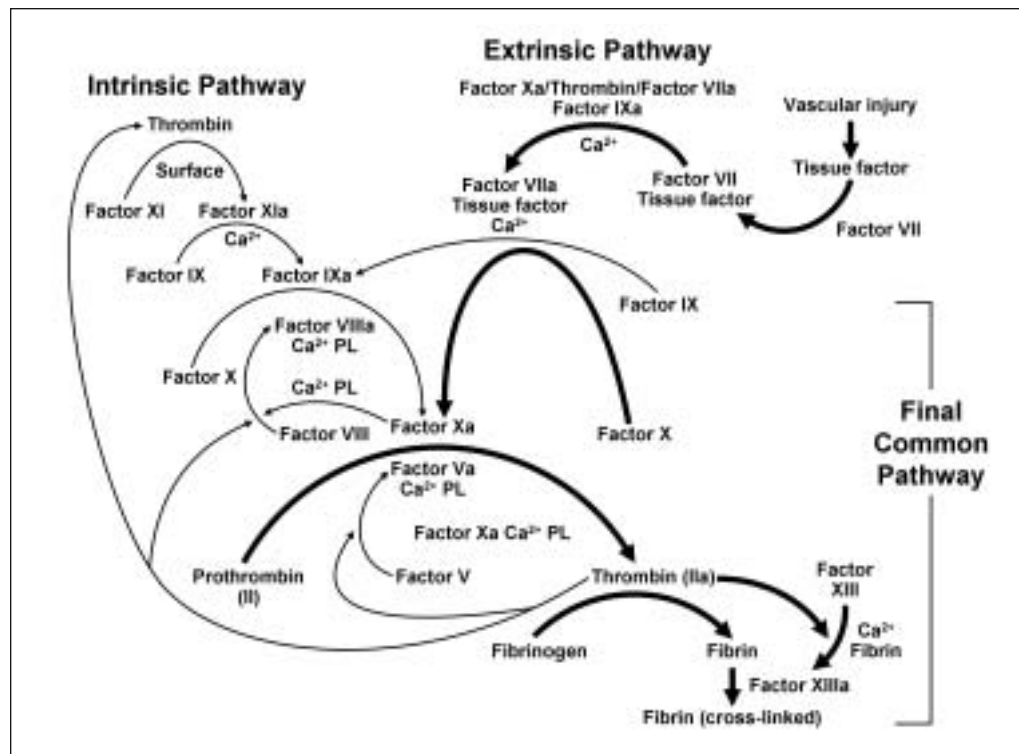 Extrinsic Pathway
Intrinsic Pathway
Factor Xa/Thrombin/Factor VIIa
Factor IXa
Ca²⁺
Vascular injury
Thrombin
Surface
Tissue factor
Factor VIIa
Tissue factor
Ca²⁺
Factor VII
Tissue factor
Factor XI
Factor XIa
Ca²⁺
Factor VII
Factor IX
Factor IXa
Factor IX
Factor VIIIa
Ca²⁺ PL
Factor X
Ca²⁺ PL
Factor VIII
Factor Xa
Factor X
Final
Common
Pathway
Factor Va
Ca²⁺ PL
Factor Xa Ca²⁺ PL
Prothrombin
(II)
Factor V
Thrombin (IIa)
Factor
XIII
Ca²⁺
Fibrin
Fibrinogen
Fibrin
Factor XIIIa
Fibrin (cross-linked)